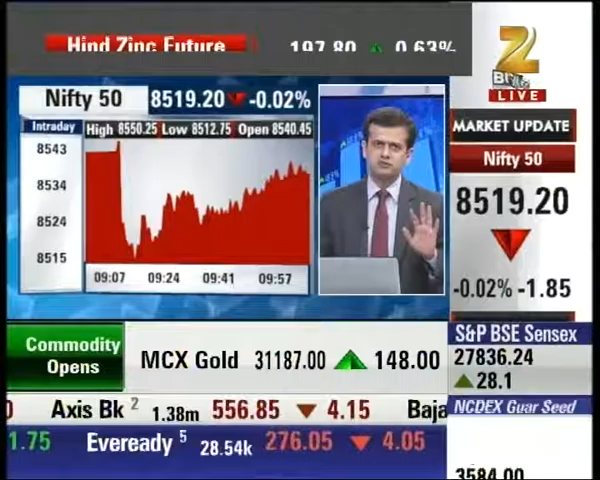 Hind Zinc Future 197.80 0.63%
Z
LIVE
Nifty 50 8519.20 -0.02%
Intraday High 8550.25 Low 8512.75 Open 8540.45
8543
8534
8524
8515
09:07 09:24 09:41 09:57
MARKET UPDATE
Nifty 50
8519.20
-0.02% -1.85
S&P BSE Sensex
27836.24
28.1
NCDEX Guar Seed
3584.00
Commodity
Opens
MCX Gold 31187.00 148.00
Axis Bk 2 1.38m 556.85 4.15 Baja
1.75 Eveready 5 28.54k 276.05 4.05